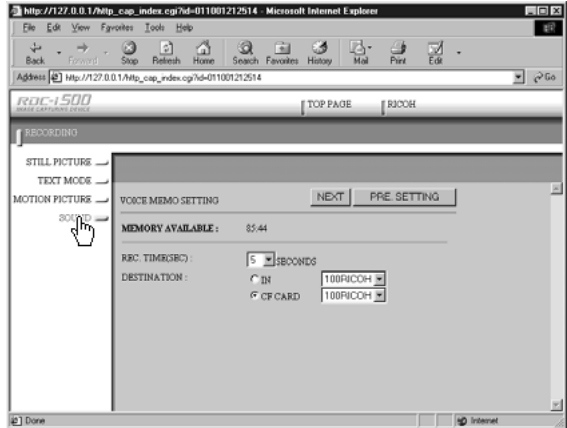 http://127.0.0.1/http_cap_index.cgi?id=011001212514 - Microsoft Internet Explorer
File Edit View Favorites Tools Help
Back Forward Stop Refresh Home Search Favorites History Mail Print Edit
Address http://127.0.0.1/http_cap_index.cgi?id=011001212514 Go
RDC-i500
IMAGE CAPTURING DEVICE
TOP PAGE RICOH
RECORDING
STILL PICTURE
TEXT MODE
MOTION PICTURE
SOUND
VOICE MEMO SETTING NEXT PRE. SETTING
MEMORY AVAILABLE : 85:44
REC. TIME(SEC) : 5 SECONDS
DESTINATION : IN 100RICOH
CF CARD 100RICOH
Done Internet